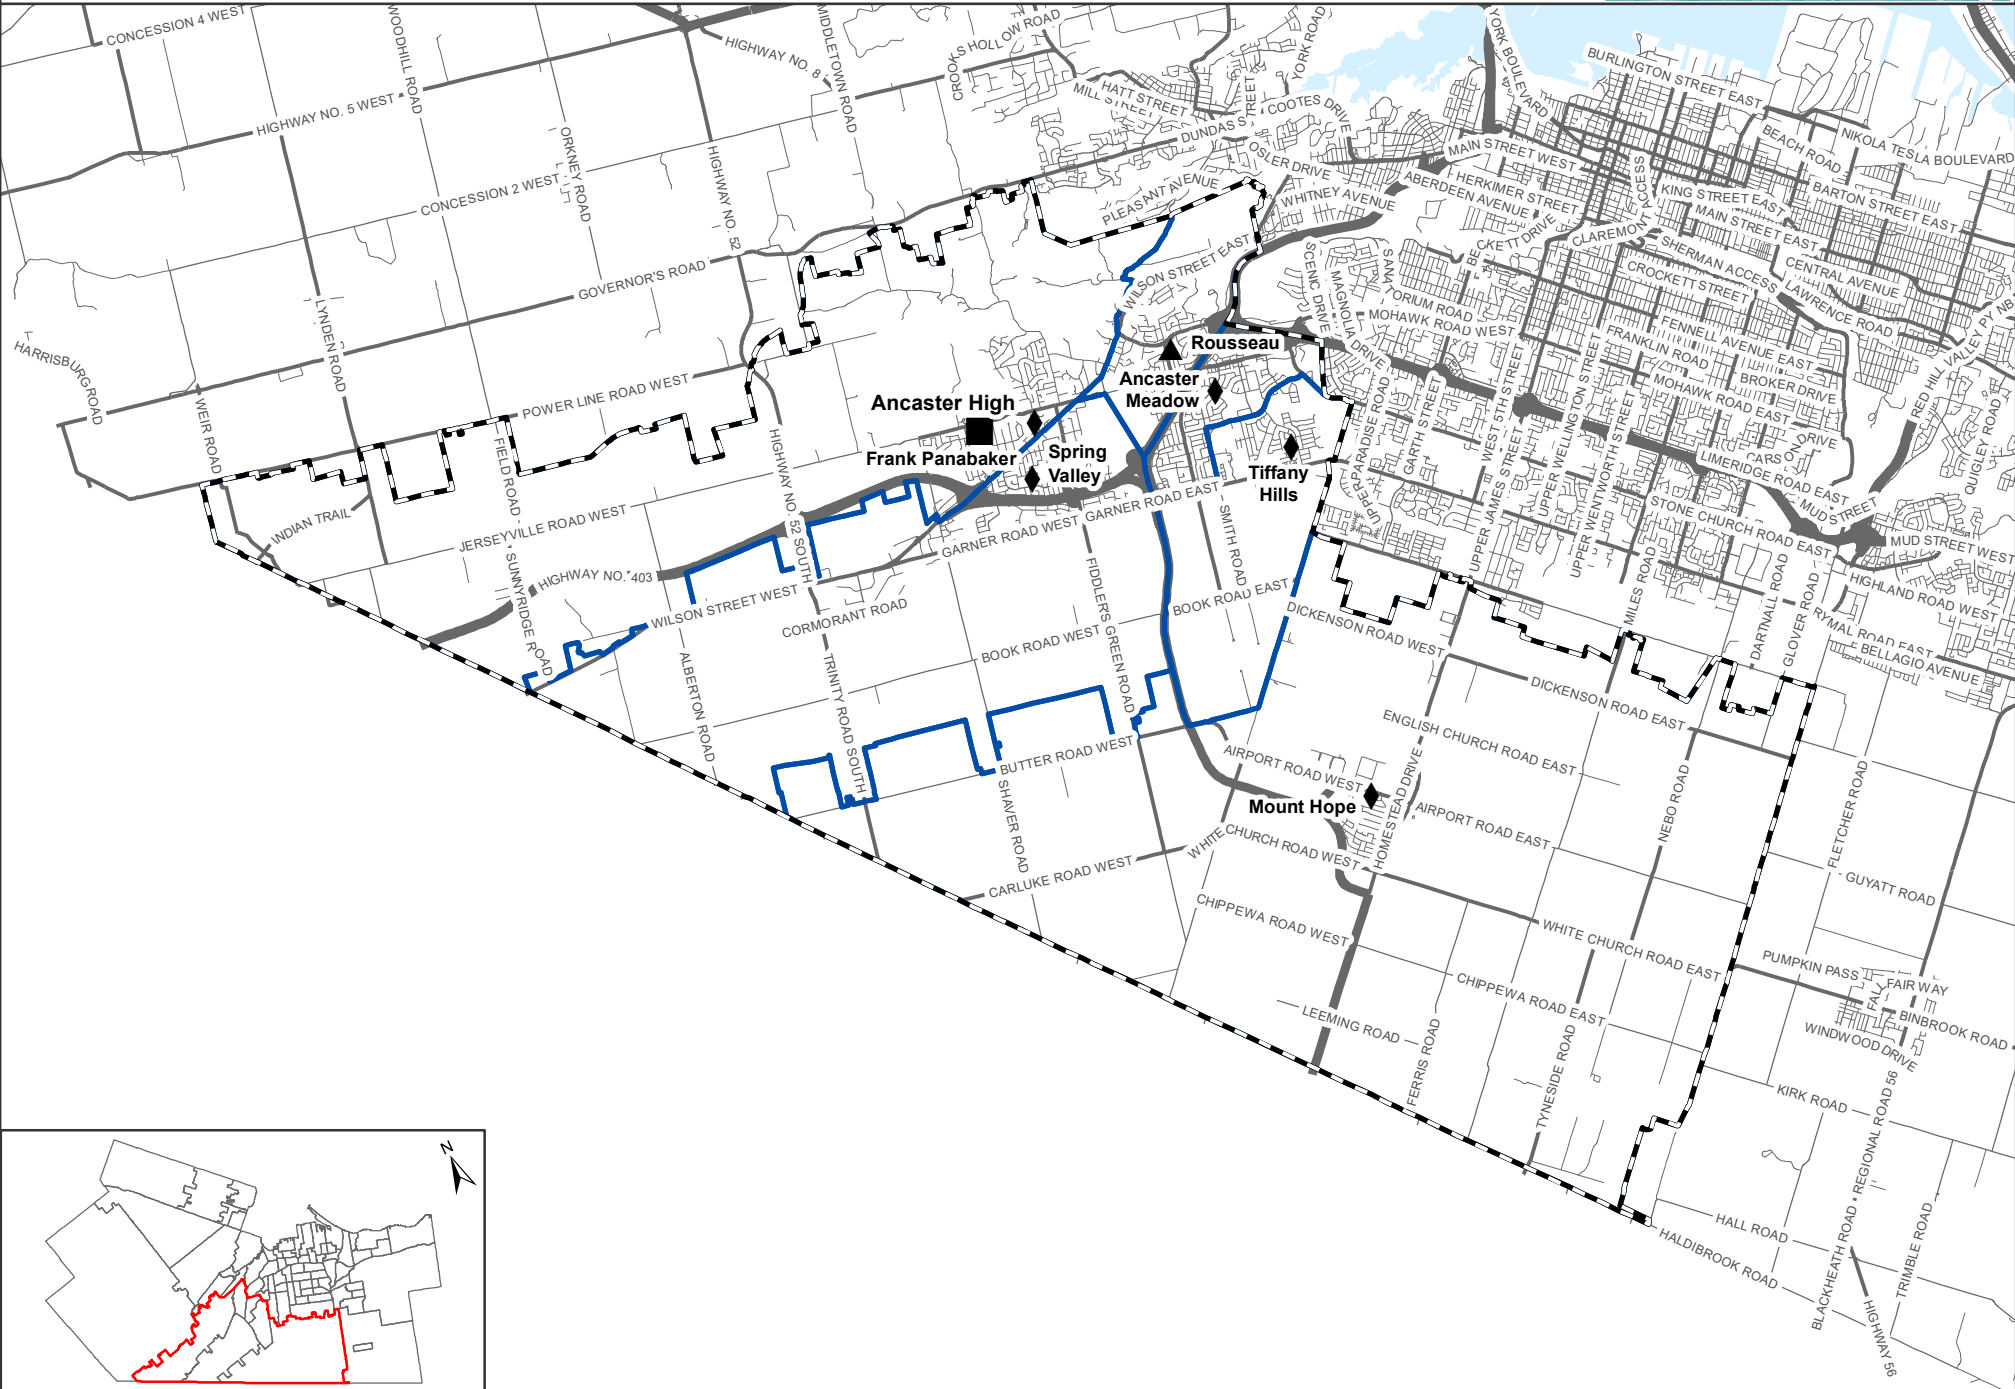 CONCESSION 4 WEST
WOODHILL ROAD
HIGHWAY NO. 8
MIDDLETOWN ROAD
CROOKS HOLLOW ROAD
YORK ROAD
YORK BOULEVARD
BURLINGTON STREET EAST
HIGHWAY NO. 5 WEST
HATT STREET
MILL STREET
COOTES DRIVE
DUNDAS STREET
BEACH ROAD
NIKOLA TESLA BOULEVARD
ORKNEY ROAD
HIGHWAY NO. 52
OSLER DRIVE
MAIN STREET WEST
CONCESSION 2 WEST
PLEASANT AVENUE
WHITNEY AVENUE
ABERDEEN AVENUE
HERKIMER STREET
KING STREET EAST
BARTON STREET EAST
MAIN STREET EAST
CLAREMONT ACCESS
SHERMAN ACCESS
CENTRAL AVENUE
WILSON STREET EAST
SCENIC DRIVE
CROCKETT STREET
LAWRENCE ROAD
GOVERNOR'S ROAD
MAGNOLIA DRIVE
SANATORIUM ROAD
MOHAWK ROAD WEST
FENNELL AVENUE EAST
FRANKLIN ROAD
LYNDEN ROAD
HARRISBURG ROAD
Rousseau
POWER LINE ROAD WEST
Ancaster
Meadow
MOHAWK ROAD EAST
BROKER DRIVE
RED HILL VALLEY
WEIR ROAD
Ancaster High
PARADISE ROAD
GARTH STREET
WEST 5TH STREET
UPPER WELLINGTON STREET
UPPER WENTWORTH STREET
QUIGLEY ROAD
FIELD ROAD
Frank Panabaker
Spring
Valley
Tiffany
Hills
UPPER JAMES STREET
LIMERIDGE ROAD EAST
MUD STREET
INDIAN TRAIL
JERSEYVILLE ROAD WEST
HIGHWAY NO. 52 SOUTH
GARNER ROAD WEST
GARNER ROAD EAST
SMITH ROAD
STONE CHURCH ROAD EAST
MUD STREET WEST
HIGHWAY NO. 403
SUNNYRIDGE ROAD
WILSON STREET WEST
CORMORANT ROAD
FIDDLER'S GREEN ROAD
BOOK ROAD EAST
DICKENSON ROAD WEST
MILES ROAD
DARTNALL ROAD
GLOVER ROAD
HIGHLAND ROAD WEST
RYMAL ROAD EAST
BELLAGIO AVENUE
BOOK ROAD WEST
ALBERTON ROAD
TRINITY ROAD SOUTH
DICKENSON ROAD EAST
ENGLISH CHURCH ROAD EAST
BUTTER ROAD WEST
AIRPORT ROAD WEST
Mount Hope
HOMESTEAD DRIVE
AIRPORT ROAD EAST
NEBO ROAD
FLETCHER ROAD
SHAVER ROAD
WHITE CHURCH ROAD WEST
CARLUKE ROAD WEST
GUYATT ROAD
CHIPPEWA ROAD WEST
WHITE CHURCH ROAD EAST
PUMPKIN PASS
FAIR WAY
FALL
CHIPPEWA ROAD EAST
BINBROOK ROAD
LEEMING ROAD
WINDWOOD DRIVE
FERRIS ROAD
TYNESIDE ROAD
KIRK ROAD
REGIONAL ROAD 56
BLACKHEATH ROAD
TRIMBLE ROAD
HALL ROAD
HALDIBROOK ROAD
HIGHWAY 56
N